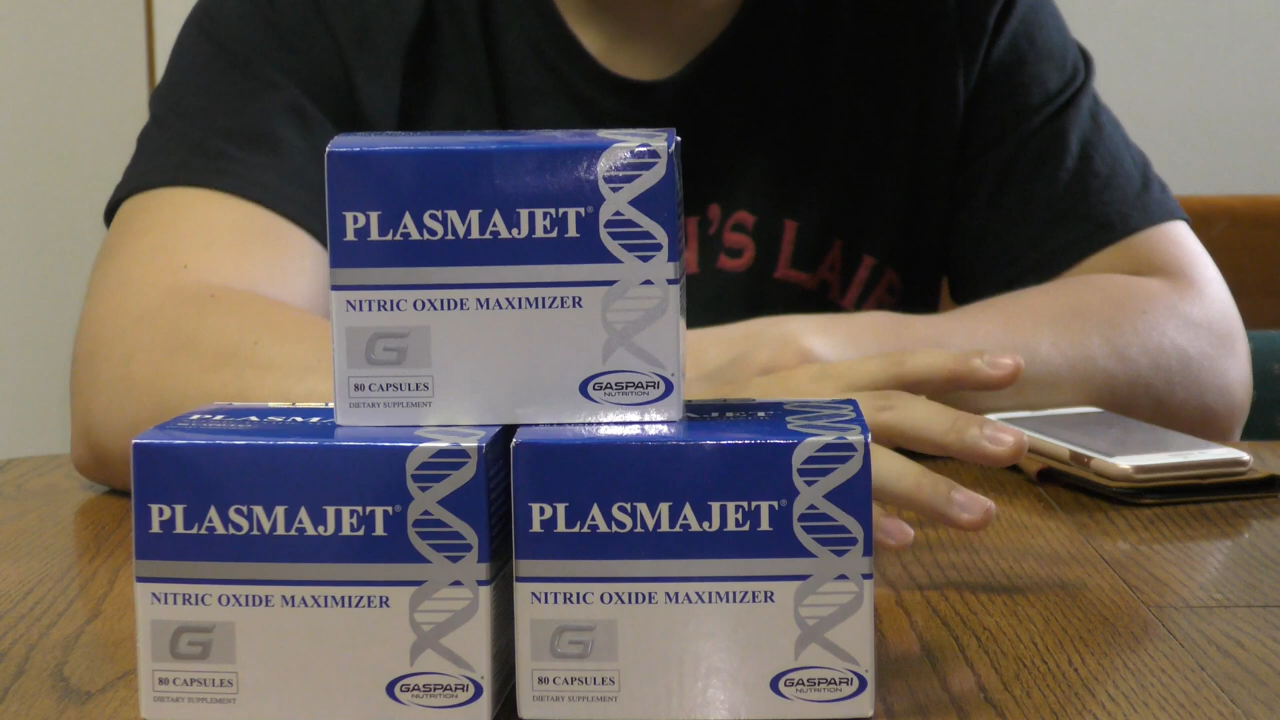 PLASMAJET®
NITRIC OXIDE MAXIMIZER
G
80 CAPSULES
DIETARY SUPPLEMENT
GASPARI
NUTRITION
'S LAIR
PLASMAJET®
NITRIC OXIDE MAXIMIZER
G
80 CAPSULES
DIETARY SUPPLEMENT
GASPARI
NUTRITION
PLASMAJET®
NITRIC OXIDE MAXIMIZER
G
80 CAPSULES
DIETARY SUPPLEMENT
GASPARI
NUTRITION